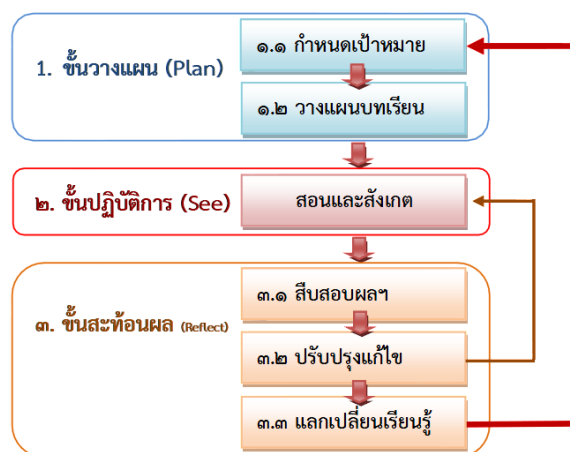 ๑.๑ กำหนดเป้าหมาย
1. ขั้นวางแผน (Plan)
๑.๒ วางแผนบทเรียน
๒. ขั้นปฏิบัติการ (See)
สอนและสังเกต
๓.๑ สืบสอบผลฯ
๓. ขั้นสะท้อนผล (Reflect)
๓.๒ ปรับปรุงแก้ไข
๓.๓ แลกเปลี่ยนเรียนรู้